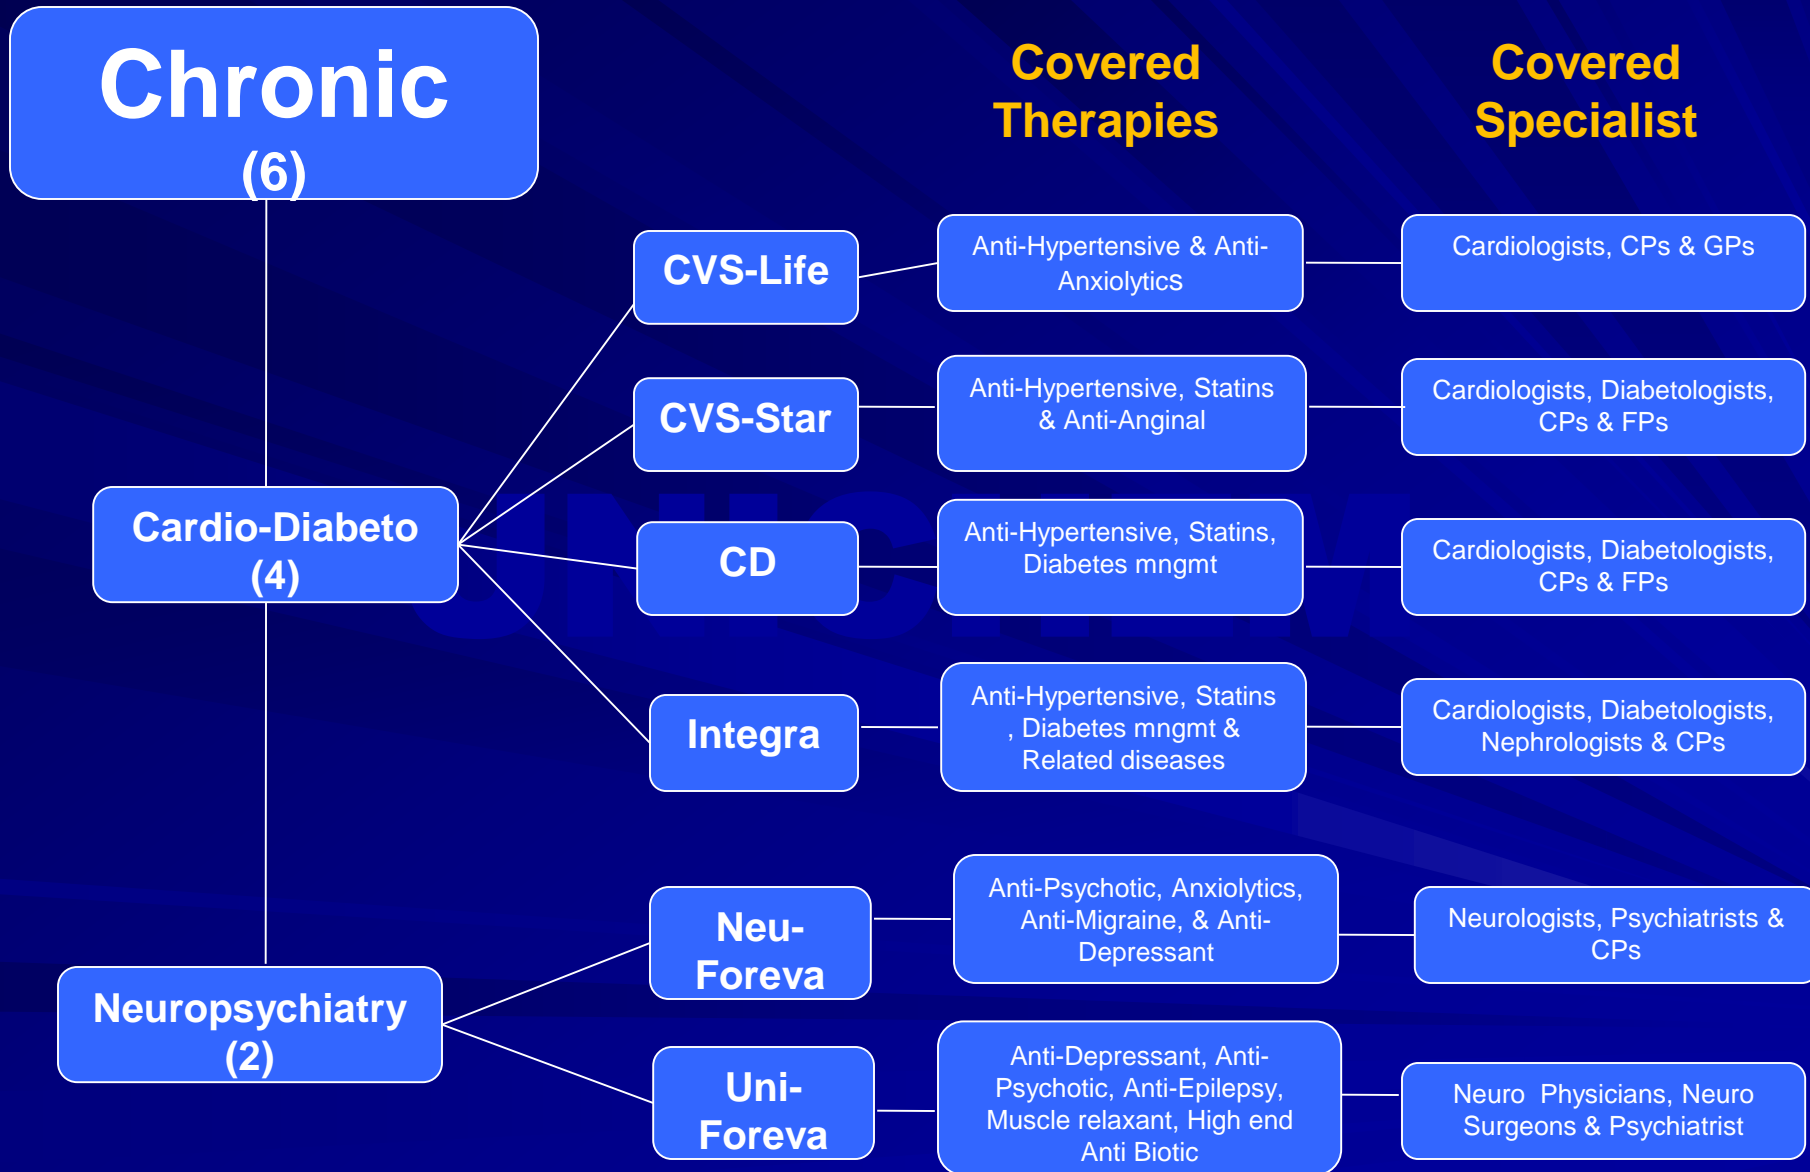 Chronic
(6)
Covered
Therapies
Covered
Specialist
CVS-Life
Anti-Hypertensive & Anti-
Anxiolytics
Cardiologists, CPs & GPs
CVS-Star
Anti-Hypertensive, Statins
& Anti-Anginal
Cardiologists, Diabetologists,
CPs & FPs
Cardio-Diabeto
(4)
CD
Anti-Hypertensive, Statins,
Diabetes mngmt
Cardiologists, Diabetologists,
CPs & FPs
UNICHEM
Integra
Anti-Hypertensive, Statins
, Diabetes mngmt &
Related diseases
Cardiologists, Diabetologists,
Nephrologists & CPs
Neuropsychiatry
(2)
Neu-
Foreva
Anti-Psychotic, Anxiolytics,
Anti-Migraine, & Anti-
Depressant
Neurologists, Psychiatrists &
CPs
Uni-
Foreva
Anti-Depressant, Anti-
Psychotic, Anti-Epilepsy,
Muscle relaxant, High end
Anti Biotic
Neuro Physicians, Neuro
Surgeons & Psychiatrist